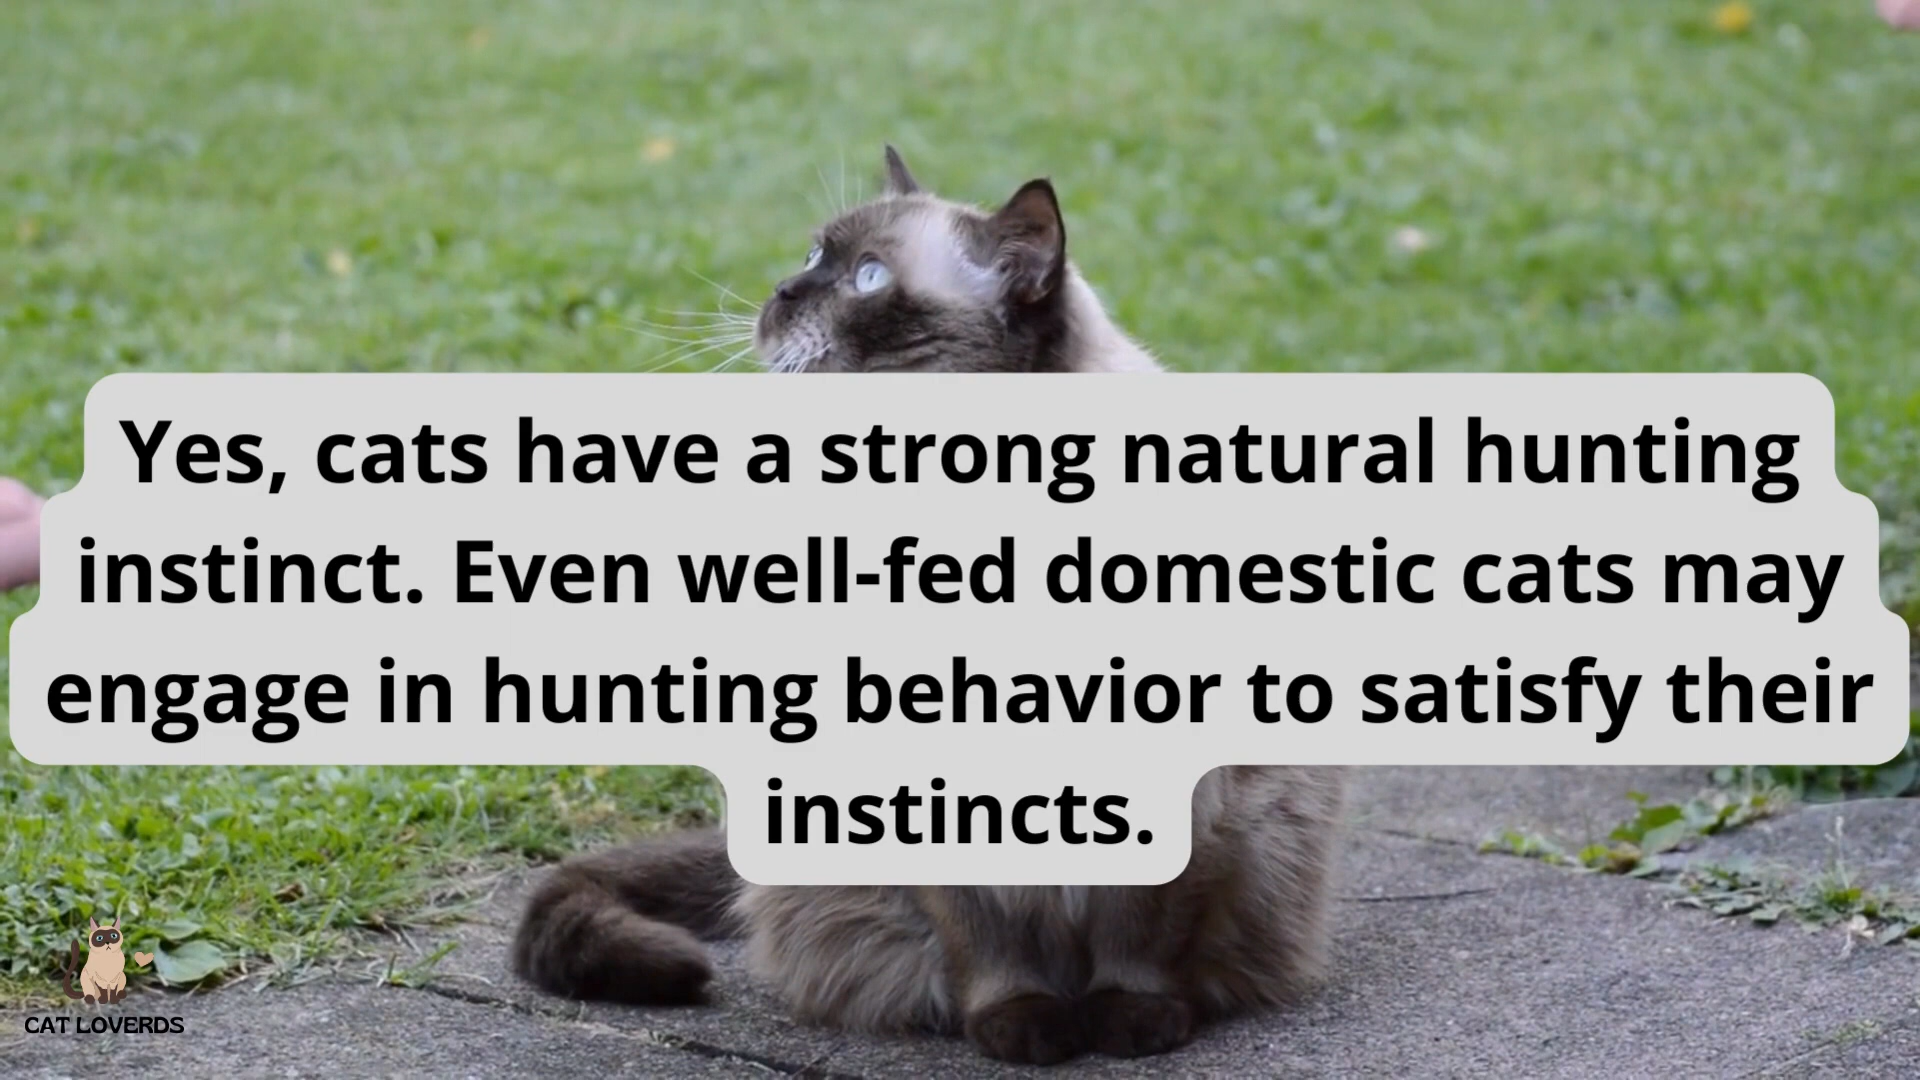 Yes, cats have a strong natural hunting
instinct. Even well-fed domestic cats may
engage in hunting behavior to satisfy their
instincts.
CAT LOVERDS